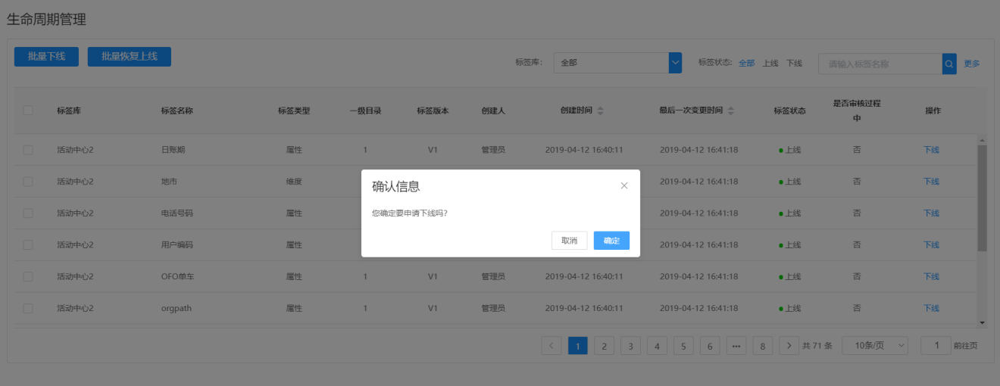 生命周期管理
批量下线 批量恢复上线 标签库： 全部 标签状态: 全部 上线 下线 请输入标签名称 更多
标签库 标签名称 标签类型 一级目录 标签版本 创建人 创建时间 最后一次变更时间 标签状态 是否审核过程 操作
中
活动中心2 日账期 属性 1 V1 管理员 2019-04-12 16:40:11 2019-04-12 16:41:18 上线 否 下线
活动中心2 地市 维度 2019-04-12 16:41:18 上线 否 下线
确认信息
活动中心2 电话号码 属性 2019-04-12 16:41:18 上线 否 下线
您确定要申请下线吗?
活动中心2 用户编码 属性 2019-04-12 16:41:18 上线 否 下线
取消 确定
活动中心2 OFO单车 属性 1 V1 管理员 2019-04-12 16:40:11 2019-04-12 16:41:18 上线 否 下线
活动中心2 orgpath 属性 1 V1 管理员 2019-04-12 16:40:11 2019-04-12 16:41:18 上线 否 下线
1 2 3 4 5 6 ••• 8 共 71 条 10条/页 1 前往页